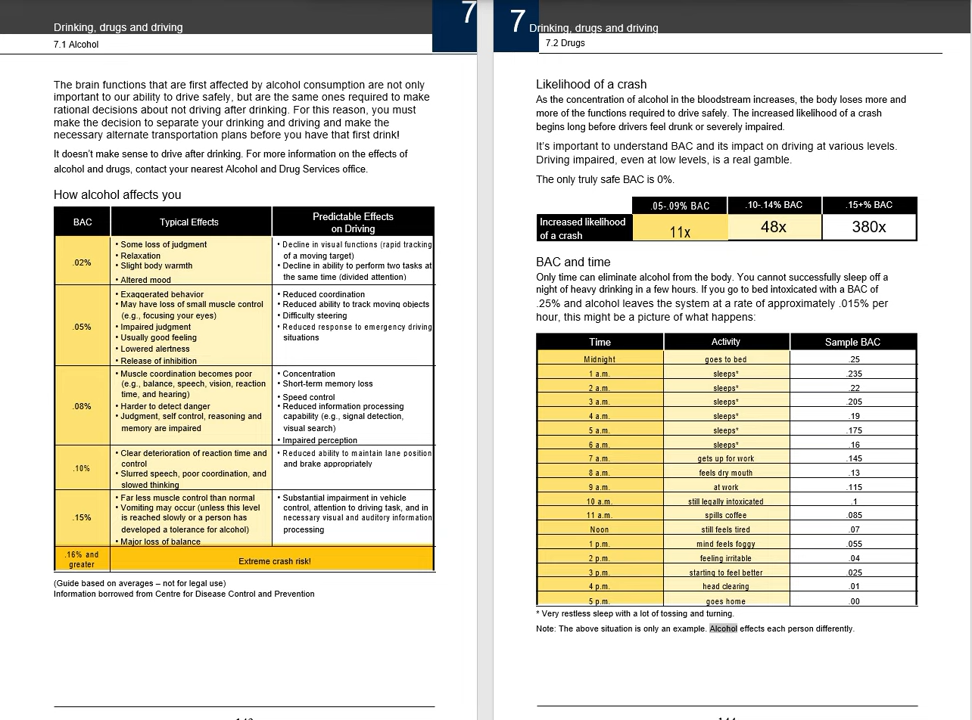 7
Drinking, drugs and driving
7.1 Alcohol
The brain functions that are first affected by alcohol consumption are not only
important to our ability to drive safely, but are the same ones required to make
rational decisions about not driving after drinking. For this reason, you must
make the decision to separate your drinking and driving and make the
necessary alternate transportation plans before you have that first drink!
It doesn't make sense to drive after drinking. For more information on the effects of
alcohol and drugs, contact your nearest Alcohol and Drug Services office.
How alcohol affects you
BAC
Typical Effects
Predictable Effects
on Driving
.02%
• Some loss of judgment
• Relaxation
• Slight body warmth
• Altered mood
• Decline in visual functions (rapid tracking
of a moving target)
• Decline in ability to perform two tasks at
the same time (divided attention)
.05%
• Exaggerated behavior
• May have loss of small muscle control
(e.g., focusing your eyes)
• Impaired judgment
• Usually good feeling
• Lowered alertness
• Release of inhibition
• Reduced coordination
• Reduced ability to track moving objects
• Difficulty steering
• Reduced response to emergency driving
situations
.08%
• Muscle coordination becomes poor
(e.g., balance, speech, vision, reaction
time, and hearing)
• Harder to detect danger
• Judgment, self control, reasoning and
memory are impaired
• Concentration
• Short-term memory loss
• Speed control
• Reduced information processing
capability (e.g., signal detection,
visual search)
• Impaired perception
.10%
• Clear deterioration of reaction time and
control
• Slurred speech, poor coordination, and
slowed thinking
• Reduced ability to maintain lane position
and brake appropriately
.15%
• Far less muscle control than normal
• Vomiting may occur (unless this level
is reached slowly or a person has
developed a tolerance for alcohol)
• Major loss of balance
• Substantial impairment in vehicle
control, attention to driving task, and in
necessary visual and auditory information
processing
.16% and
greater
Extreme crash risk!
(Guide based on averages – not for legal use)
Information borrowed from Centre for Disease Control and Prevention
7
Drinking, drugs and driving
7.2 Drugs
Likelihood of a crash
As the concentration of alcohol in the bloodstream increases, the body loses more and
more of the functions required to drive safely. The increased likelihood of a crash
begins long before drivers feel drunk or severely impaired.
It's important to understand BAC and its impact on driving at various levels.
Driving impaired, even at low levels, is a real gamble.
The only truly safe BAC is 0%.
.05-.09% BAC
.10-.14% BAC
.15+% BAC
Increased likelihood
of a crash
11x
48x
380x
BAC and time
Only time can eliminate alcohol from the body. You cannot successfully sleep off a
night of heavy drinking in a few hours. If you go to bed intoxicated with a BAC of
.25% and alcohol leaves the system at a rate of approximately .015% per
hour, this might be a picture of what happens:
Time Activity Sample BAC
Midnight goes to bed .25
1 a.m. sleeps* .235
2 a.m. sleeps* .22
3 a.m. sleeps* .205
4 a.m. sleeps* .19
5 a.m. sleeps* .175
6 a.m. sleeps* .16
7 a.m. gets up for work .145
8 a.m. feels dry mouth .13
9 a.m. at work .115
10 a.m. still legally intoxicated .1
11 a.m. spills coffee .085
Noon still feels tired .07
1 p.m. mind feels foggy .055
2 p.m. feeling irritable .04
3 p.m. starting to feel better .025
4 p.m. head clearing .01
5 p.m. goes home .00
* Very restless sleep with a lot of tossing and turning.
Note: The above situation is only an example. Alcohol effects each person differently.